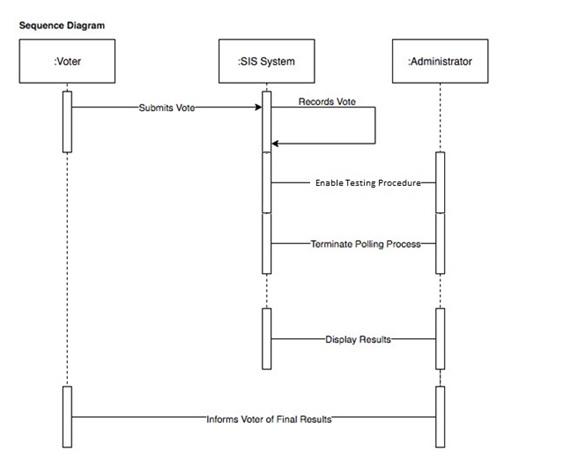 Sequence Diagram
:Voter
:SIS System
:Administrator
Submits Vote
Records Vote
Enable Testing Procedure
Terminate Polling Process
Display Results
Informs Voter of Final Results